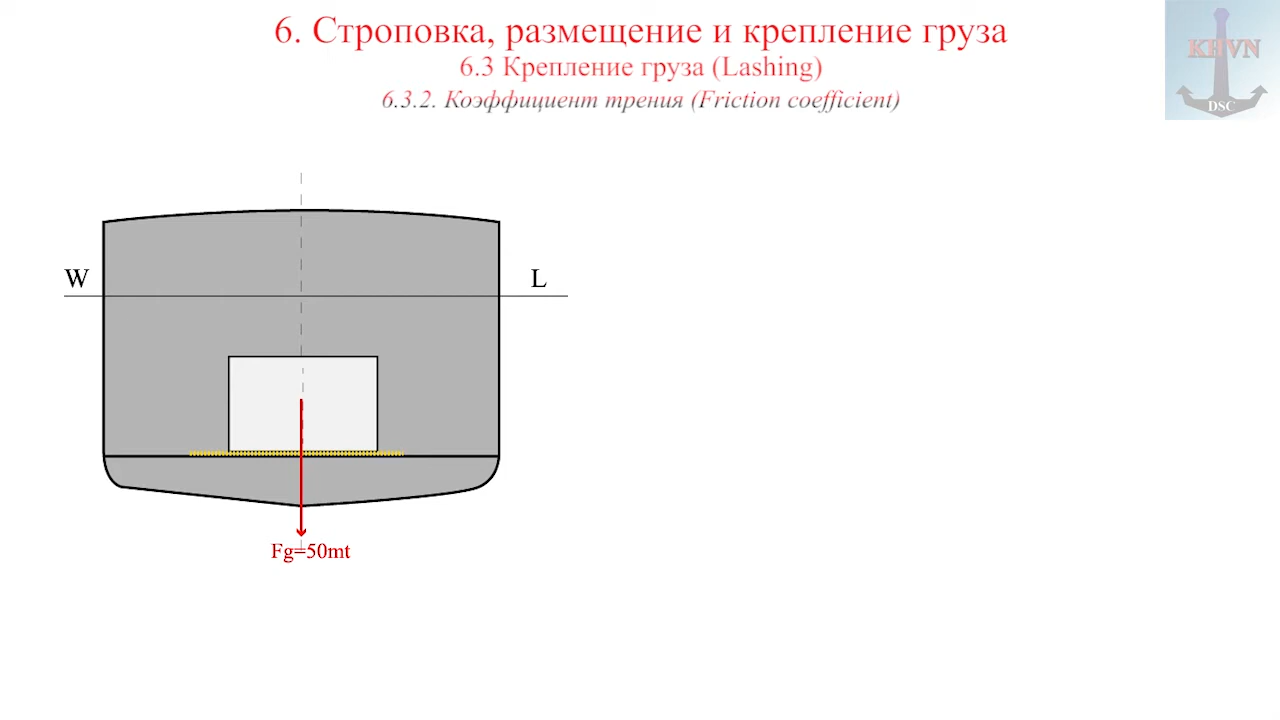 6. Строповка, размещение и крепление груза
6.3 Крепление груза (Lashing)
6.3.2. Коэффициент трения (Friction coefficient)
KHVN
DSC
W
L
Fg=50mt